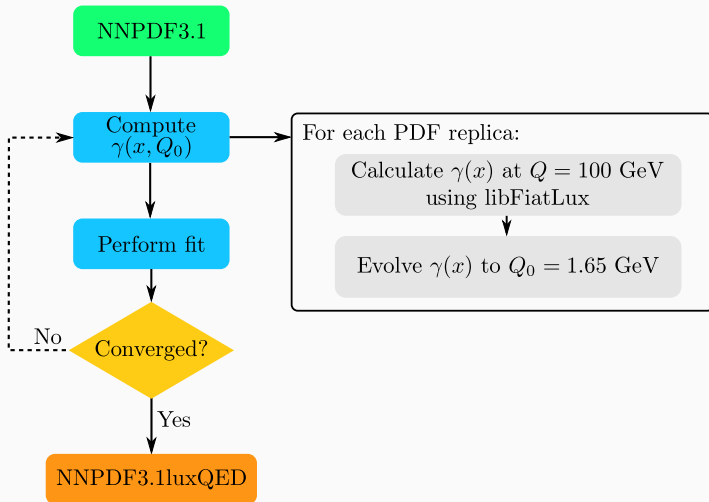 NNPDF3.1
Compute
γ(x, Q₀)
For each PDF replica:
Calculate γ(x) at Q = 100 GeV
using libFiatLux
Perform fit
Evolve γ(x) to Q₀ = 1.65 GeV
No
Converged?
Yes
NNPDF3.1luxQED